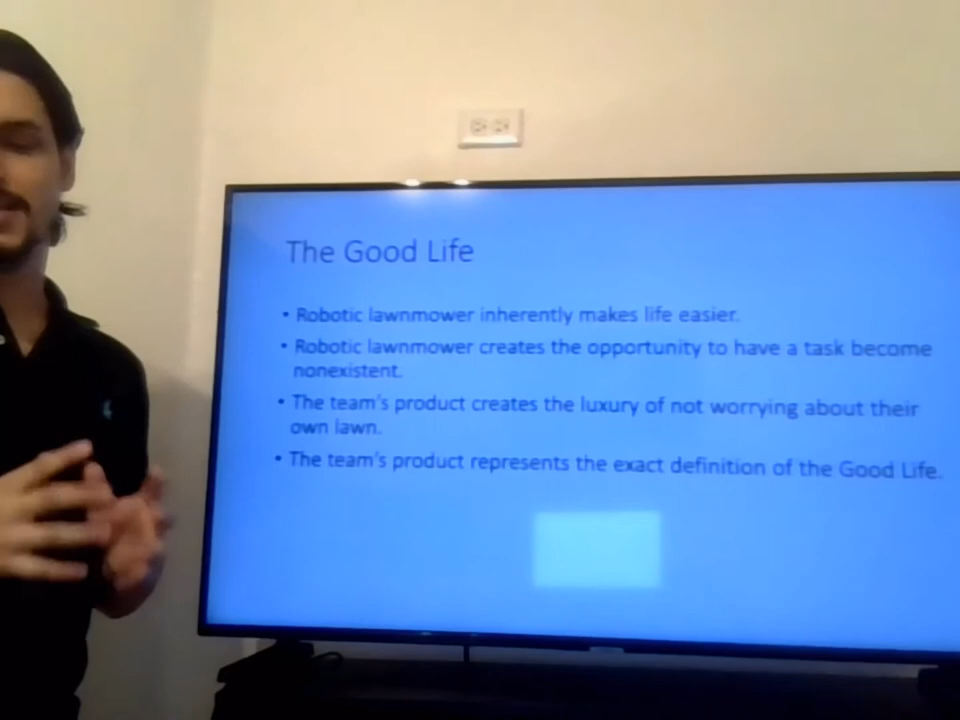 The Good Life
• Robotic lawnmower inherently makes life easier.
• Robotic lawnmower creates the opportunity to have a task become
nonexistent.
• The team's product creates the luxury of not worrying about their
own lawn.
• The team's product represents the exact definition of the Good Life.